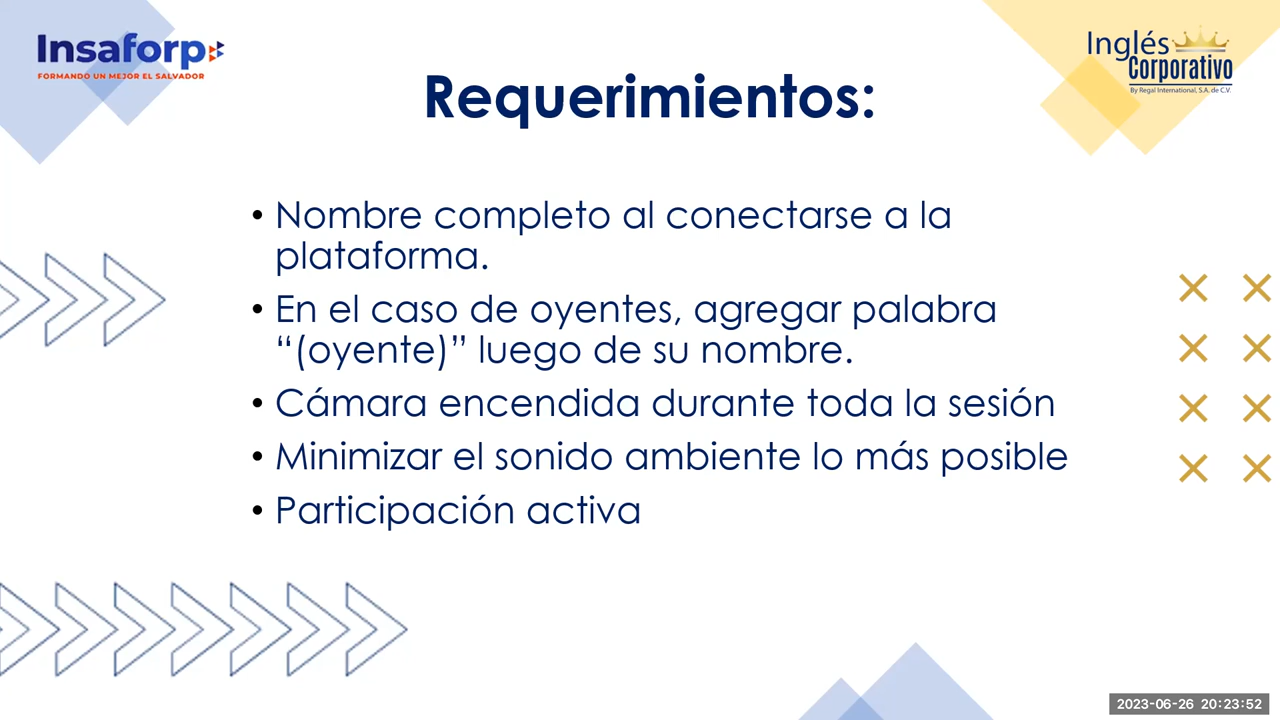 Insaforp
FORMANDO UN MEJOR EL SALVADOR
Inglés
Corporativo
By Regal International, S.A. de C.V.
Requerimientos:
• Nombre completo al conectarse a la
plataforma.
• En el caso de oyentes, agregar palabra
“(oyente)” luego de su nombre.
• Cámara encendida durante toda la sesión
• Minimizar el sonido ambiente lo más posible
• Participación activa
2023-06-26 20:23:52